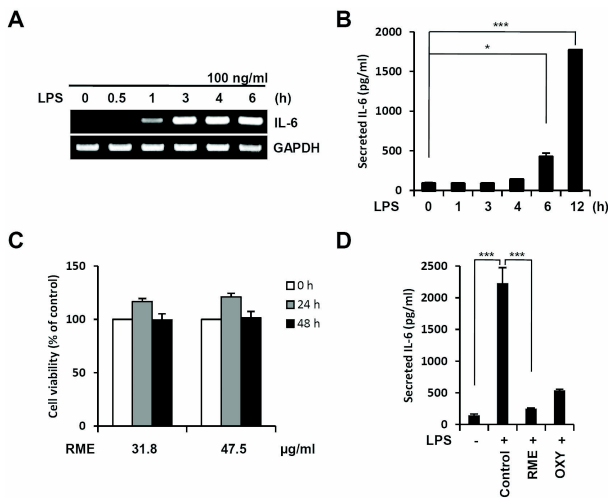 A
100 ng/ml
LPS 0 0.5 1 3 4 6 (h)
IL-6
GAPDH
B
Secreted IL-6 (pg/ml)
2000
1500
1000
500
0
***
*
LPS 0 1 3 4 6 12 (h)
C
Cell viability (% of control)
150
100
50
0
0 h
24 h
48 h
RME 31.8 47.5 µg/ml
D
Secreted IL-6 (pg/ml)
2500
2000
1500
1000
500
0
*** ***
LPS - + + +
Control RME OXY